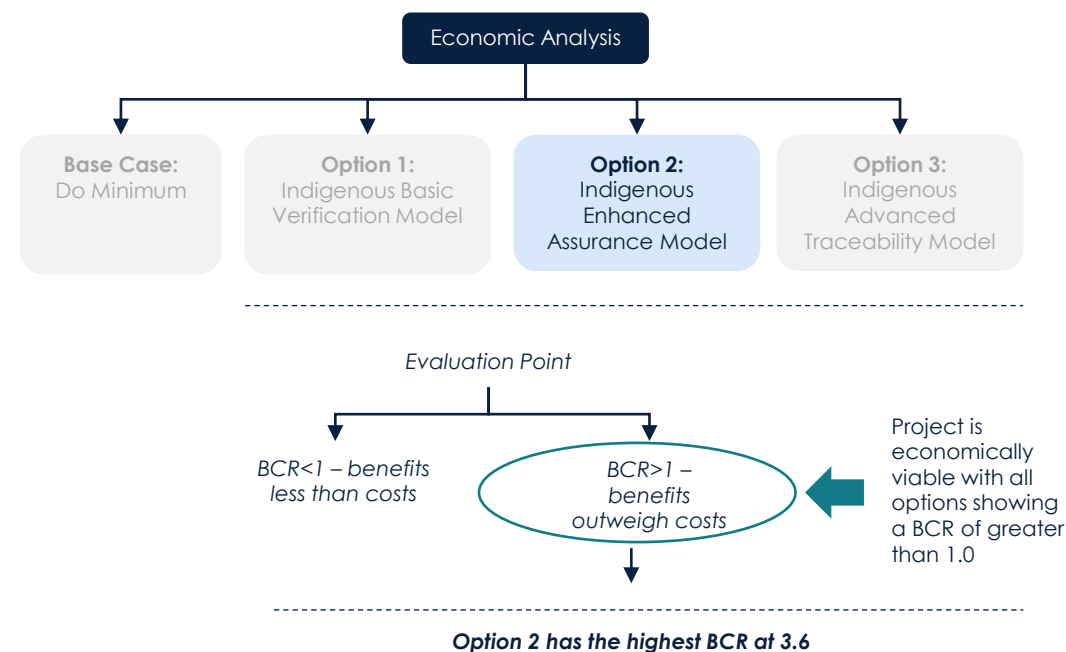 Economic Analysis
Base Case:
Do Minimum
Option 1:
Indigenous Basic
Verification Model
Option 2:
Indigenous
Enhanced
Assurance Model
Option 3:
Indigenous
Advanced
Traceability Model
Evaluation Point
BCR<1 – benefits
less than costs
BCR>1 –
benefits
outweigh costs
Project is
economically
viable with all
options showing
a BCR of greater
than 1.0
Option 2 has the highest BCR at 3.6